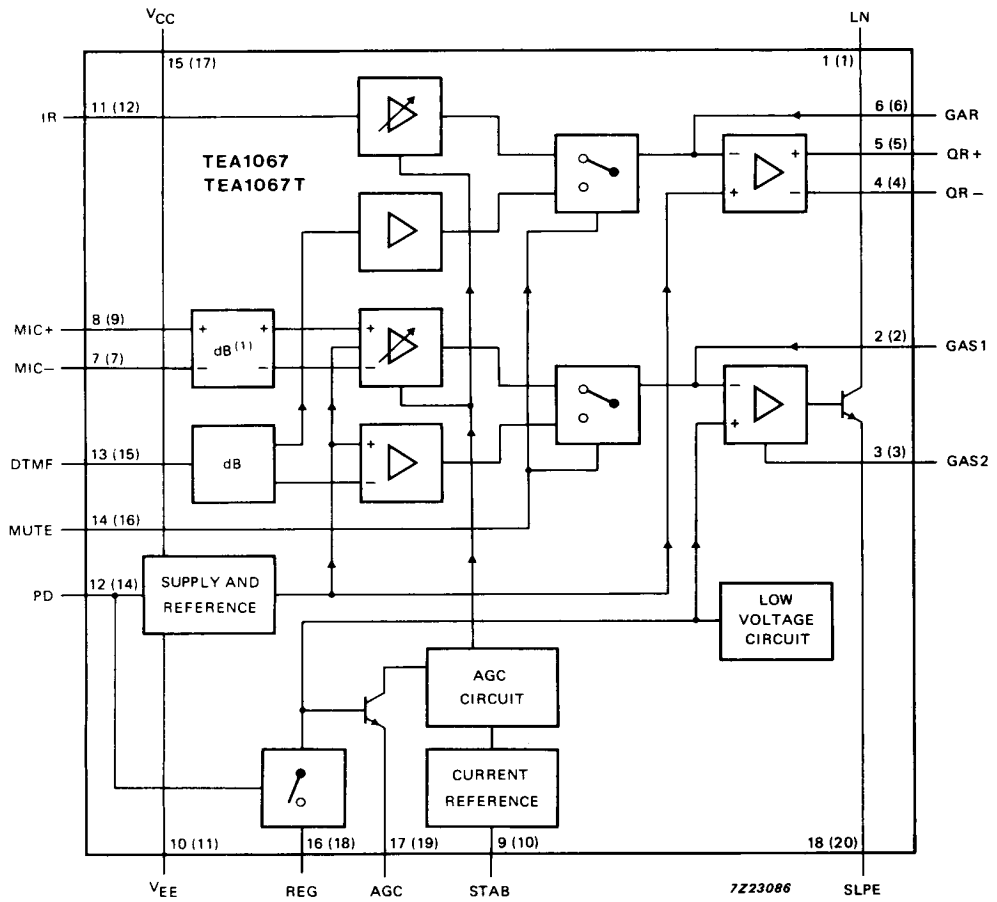 VCC
LN
15 (17)
1 (1)
IR
11 (12)
6 (6)
GAR
TEA1067
TEA1067T
5 (5)
QR+
4 (4)
QR−
−
+
+
−
MIC+
8 (9)
MIC−
7 (7)
+
+
dB(1)
−
−
+
−
2 (2)
GAS1
−
+
3 (3)
GAS2
DTMF
13 (15)
dB
+
−
MUTE
14 (16)
PD
12 (14)
SUPPLY AND
REFERENCE
LOW
VOLTAGE
CIRCUIT
AGC
CIRCUIT
CURRENT
REFERENCE
10 (11)
16 (18)
17 (19)
9 (10)
18 (20)
VEE
REG
AGC
STAB
7Z23086
SLPE